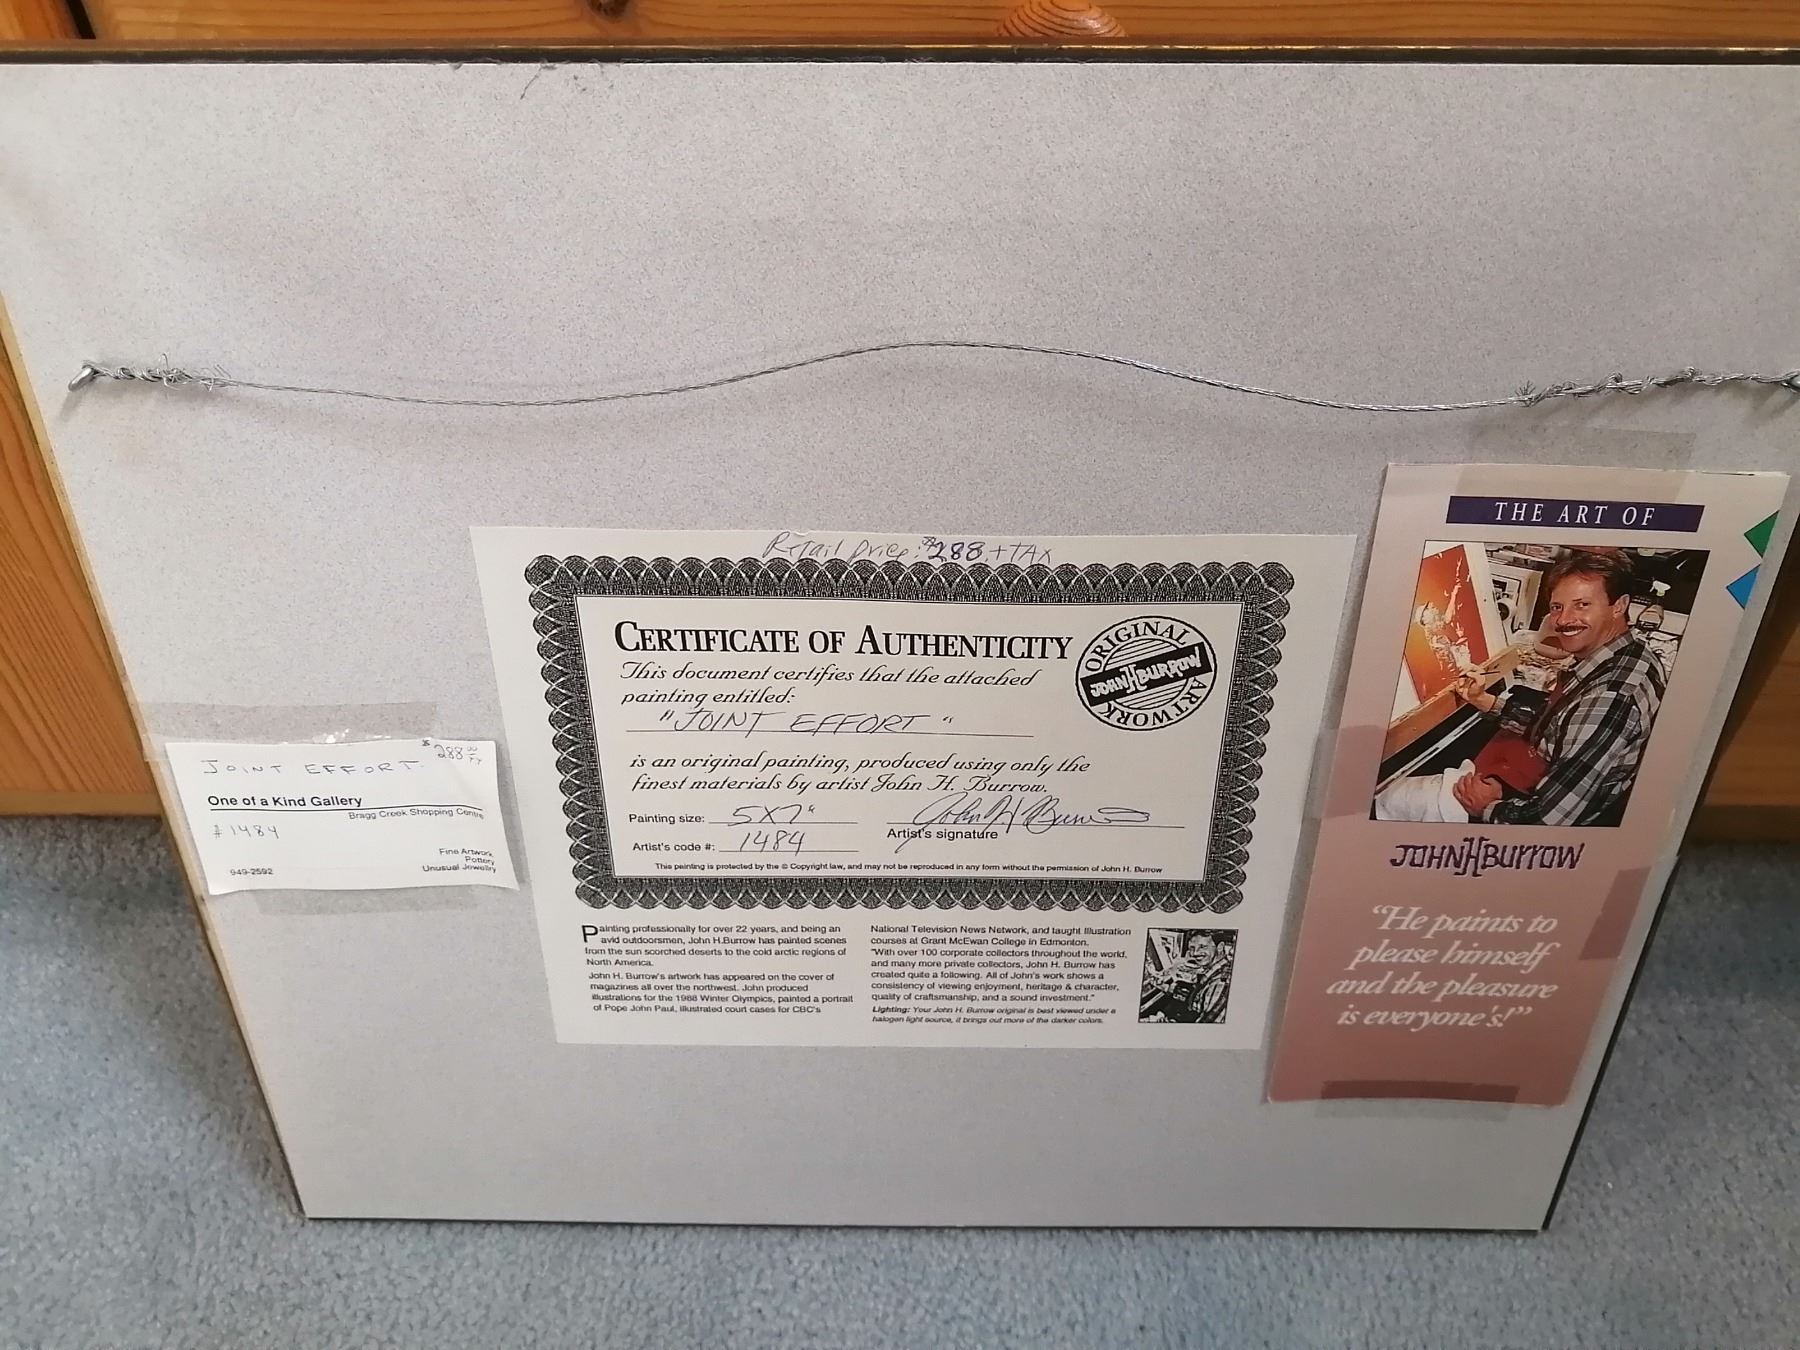 Retail price: $288. + TAX
CERTIFICATE OF AUTHENTICITY
This document certifies that the attached
painting entitled:
"JOINT EFFORT"
is an original painting, produced using only the
finest materials by artist John H. Burrow.
Painting size: 5X7"
John H Burrow
Artist's signature
Artist's code #: 1484
This painting is protected by the © Copyright law, and may not be reproduced in any form without the permission of John H. Burrow
ORIGINAL
JOHN H BURROW
ARTWORK
Painting professionally for over 22 years, and being an
avid outdoorsmen, John H.Burrow has painted scenes
from the sun scorched deserts to the cold arctic regions of
North America.
John H. Burrow's artwork has appeared on the cover of
magazines all over the northwest. John produced
illustrations for the 1988 Winter Olympics, painted a portrait
of Pope John Paul, illustrated court cases for CBC's
National Television News Network, and taught Illustration
courses at Grant McEwan College in Edmonton.
"With over 100 corporate collectors throughout the world,
and many more private collectors, John H. Burrow has
created quite a following. All of John's work shows a
consistency of viewing enjoyment, heritage & character,
quality of craftsmanship, and a sound investment."
Lighting: Your John H. Burrow original is best viewed under a
halogen light source, it brings out more of the darker colors.
JOINT EFFORT. $288.00
One of a Kind Gallery
Bragg Creek Shopping Centre
#1484
Fine Artwork
Pottery
Unusual Jewellry
949-2592
THE ART OF
JOHN H BURROW
"He paints to
please himself
and the pleasure
is everyone's!"